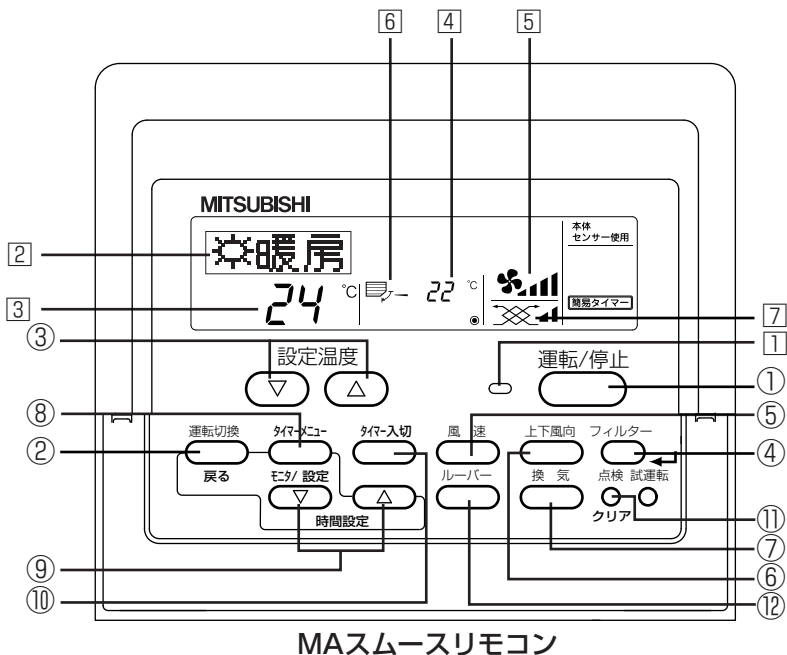 6 4 5
MITSUBISHI
本体
センサー使用
2 ☼暖房
3 24 ℃ 22 ℃
簡易タイマー
7
1
③ 設定温度 運転/停止
▽ △ ①
⑧ ⑤
運転切換 タイマーメニュー タイマー入切 風 速 上下風向 フィルター
② ④
戻る モニタ/設定 ルーバー 換 気 点検 試運転
▽ △
時間設定 クリア ⑪
⑨ ⑦
⑩ ⑥
⑫
MAスムースリモコン